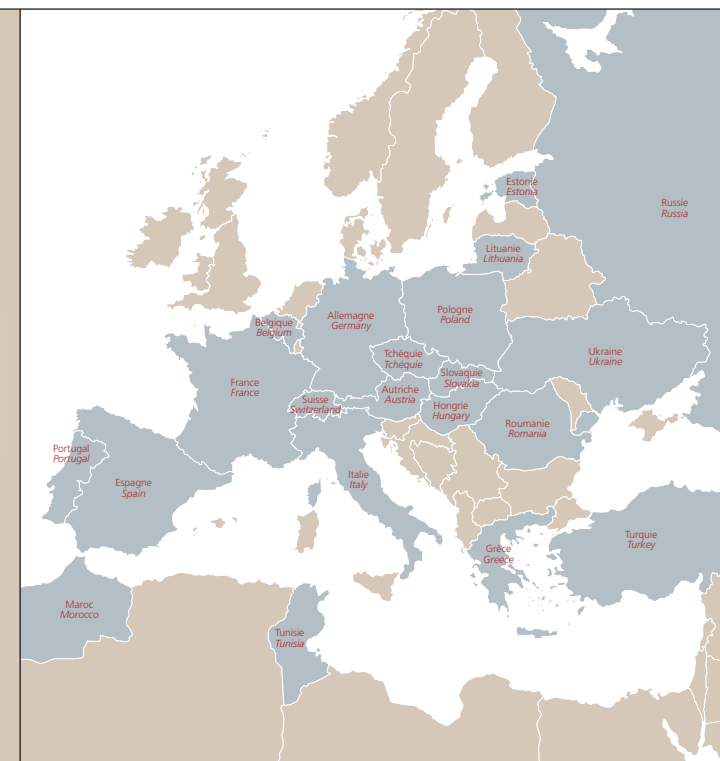 Estonie
Estonia
Russie
Russia
Lituanie
Lithuania
Allemagne
Germany
Pologne
Poland
Belgique
Belgium
Ukraine
Ukraine
Tchéquie
Tchéquie
Slovaquie
Slovaxia
France
France
Autriche
Austria
Suisse
Switzerland
Hongrie
Hungary
Roumanie
Romania
Portugal
Portugal
Espagne
Spain
Italie
Italy
Turquie
Turkey
Grèce
Greece
Maroc
Morocco
Tunisie
Tunisia